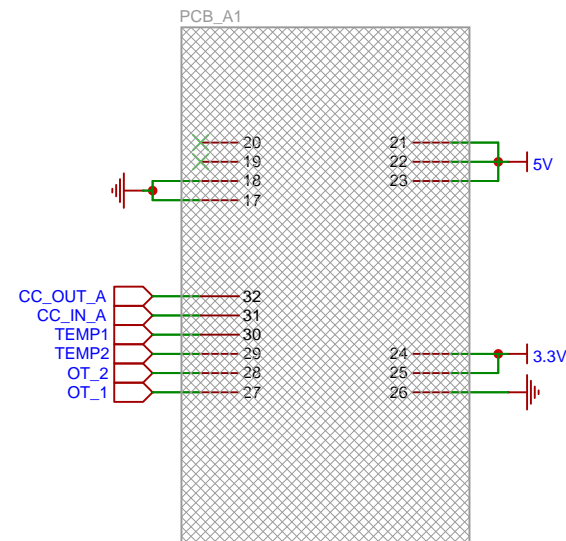 PCB_A1
20 21
19 22 5V
18 23
17
CC_OUT_A 32
CC_IN_A 31
TEMP1 30
TEMP2 29 24 3.3V
OT_2 28 25
OT_1 27 26